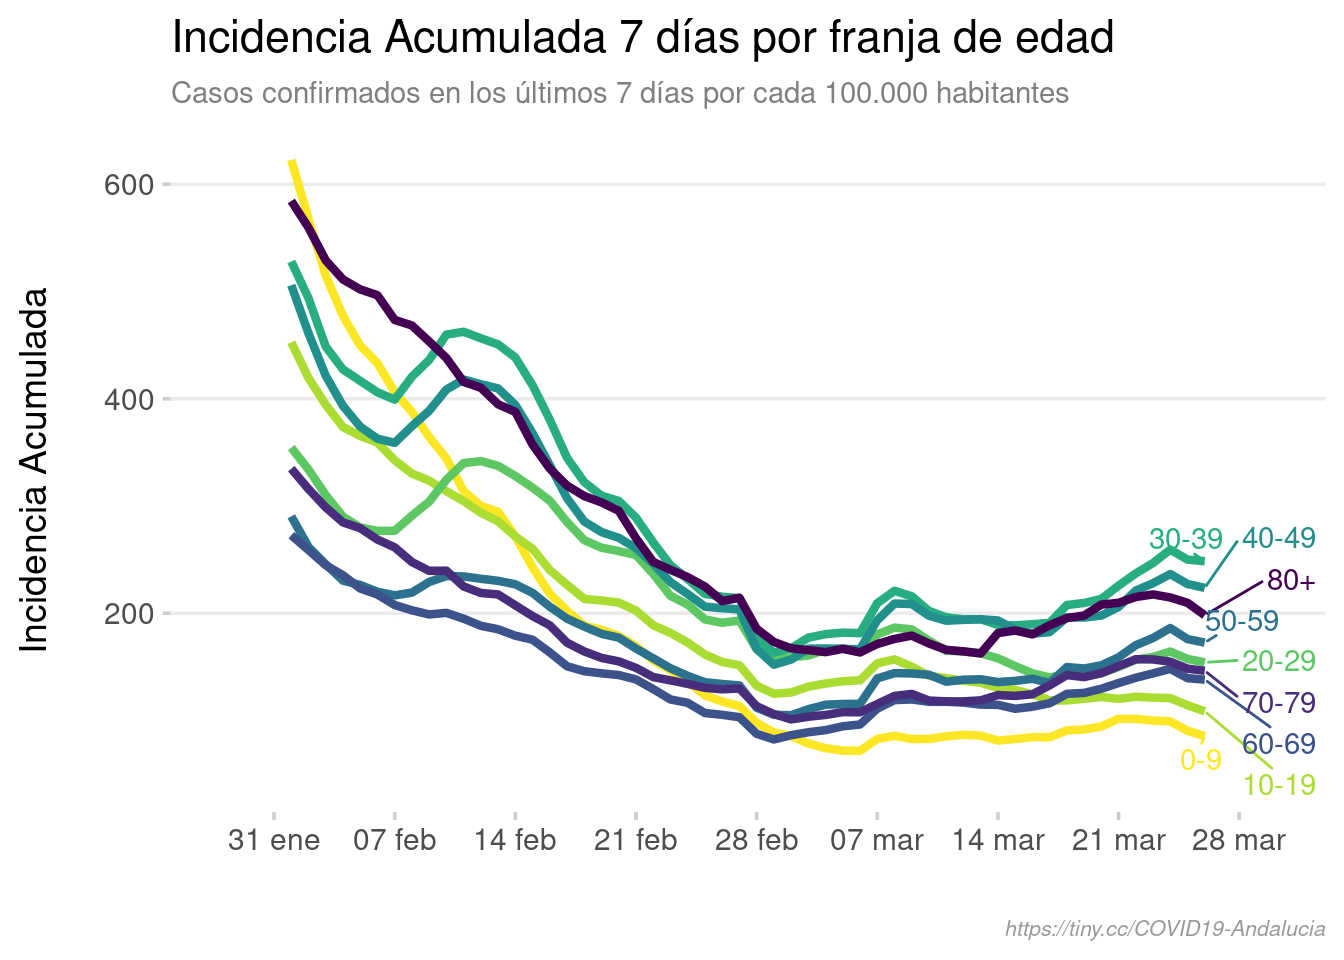 Incidencia Acumulada 7 días por franja de edad
Casos confirmados en los últimos 7 días por cada 100.000 habitantes
Incidencia Acumulada
600
400
200
30-39
40-49
80+
50-59
20-29
70-79
60-69
0-9
10-19
31 ene
07 feb
14 feb
21 feb
28 feb
07 mar
14 mar
21 mar
28 mar
https://tiny.cc/COVID19-Andalucia